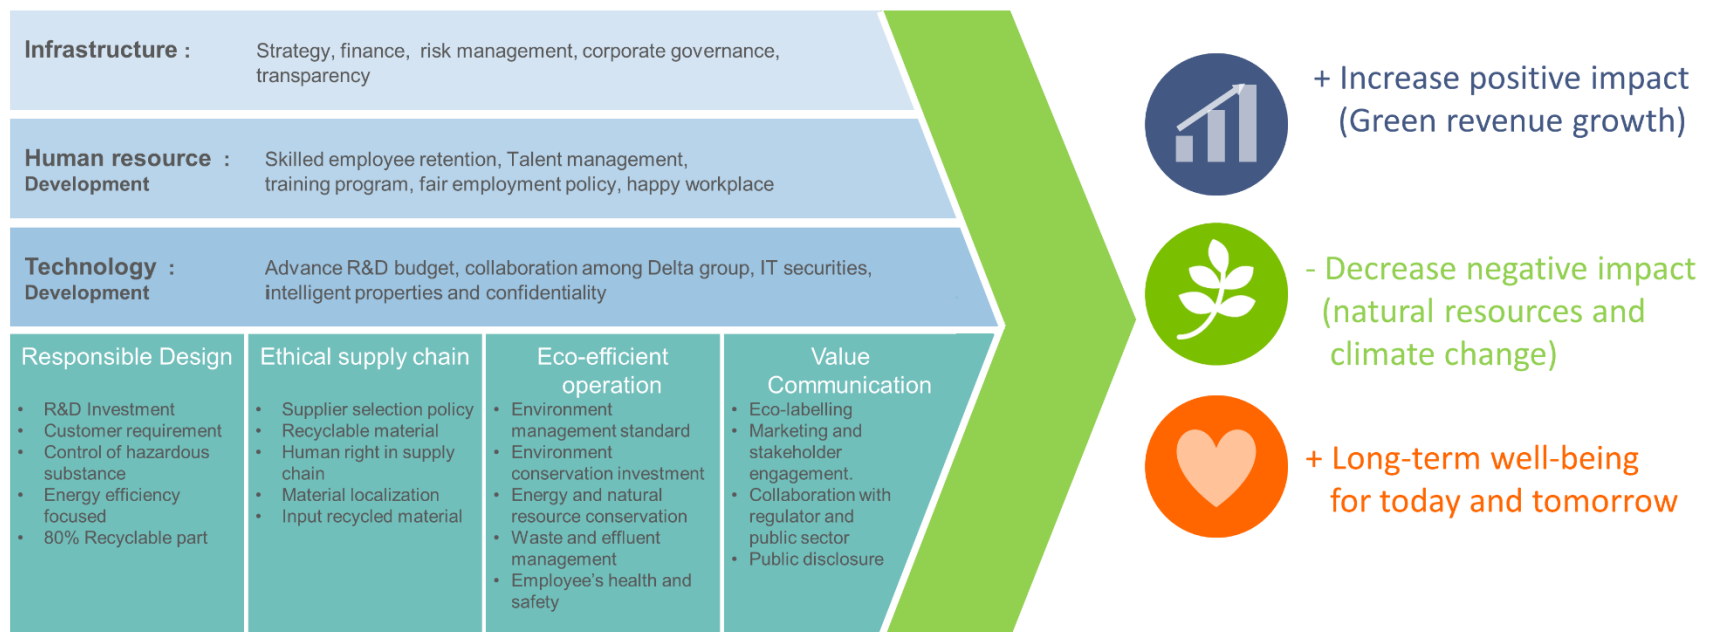 Infrastructure :
Strategy, finance, risk management, corporate governance,
transparency
Human resource :
Development
Skilled employee retention, Talent management,
training program, fair employment policy, happy workplace
Technology :
Development
Advance R&D budget, collaboration among Delta group, IT securities,
intelligent properties and confidentiality
Responsible Design
• R&D Investment
• Customer requirement
• Control of hazardous
substance
• Energy efficiency
focused
• 80% Recyclable part
Ethical supply chain
• Supplier selection policy
• Recyclable material
• Human right in supply
chain
• Material localization
• Input recycled material
Eco-efficient
operation
• Environment
management standard
• Environment
conservation investment
• Energy and natural
resource conservation
• Waste and effluent
management
• Employee’s health and
safety
Value
Communication
• Eco-labelling
• Marketing and
stakeholder
engagement.
• Collaboration with
regulator and
public sector
• Public disclosure
+ Increase positive impact
(Green revenue growth)
- Decrease negative impact
(natural resources and
climate change)
+ Long-term well-being
for today and tomorrow